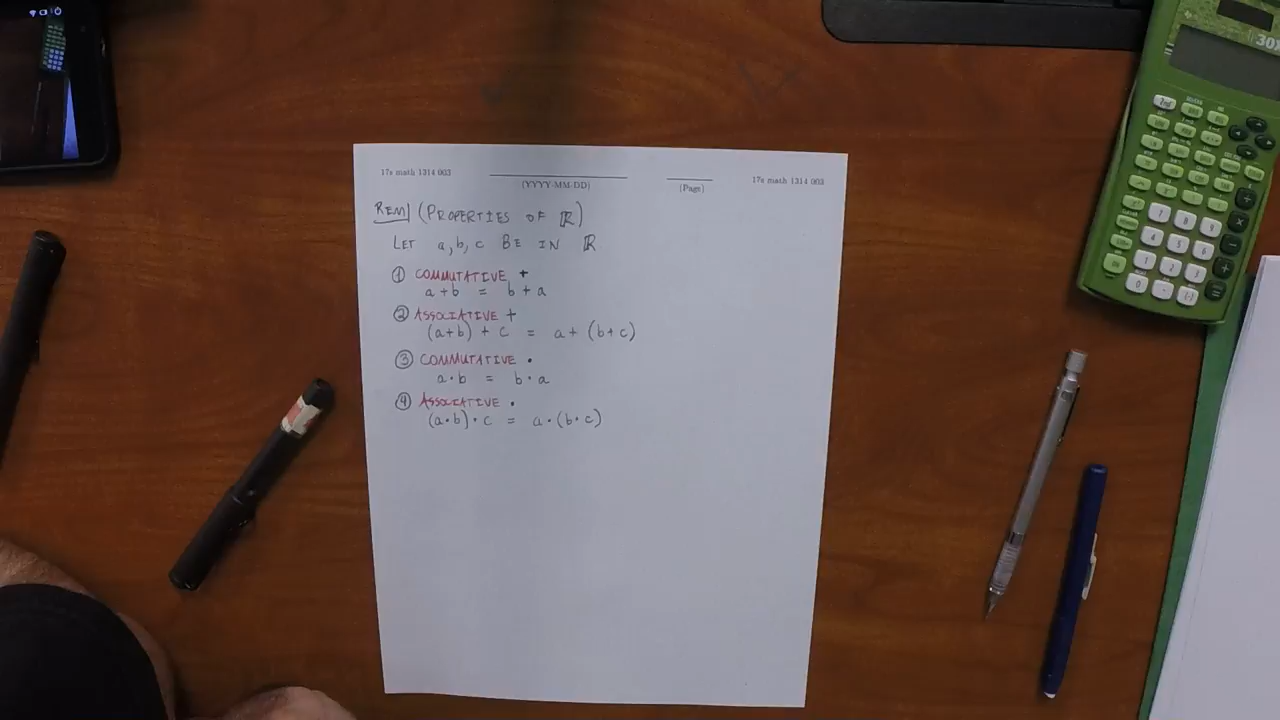 17s math 1314 003
(YYYY-MM-DD)
(Page)
17s math 1314 003
REM (PROPERTIES OF ℝ)
LET a, b, c BE IN ℝ
① COMMUTATIVE +
a + b = b + a
② ASSOCIATIVE +
(a+b) + c = a + (b+c)
③ COMMUTATIVE •
a • b = b • a
④ ASSOCIATIVE •
(a•b)•c = a•(b•c)